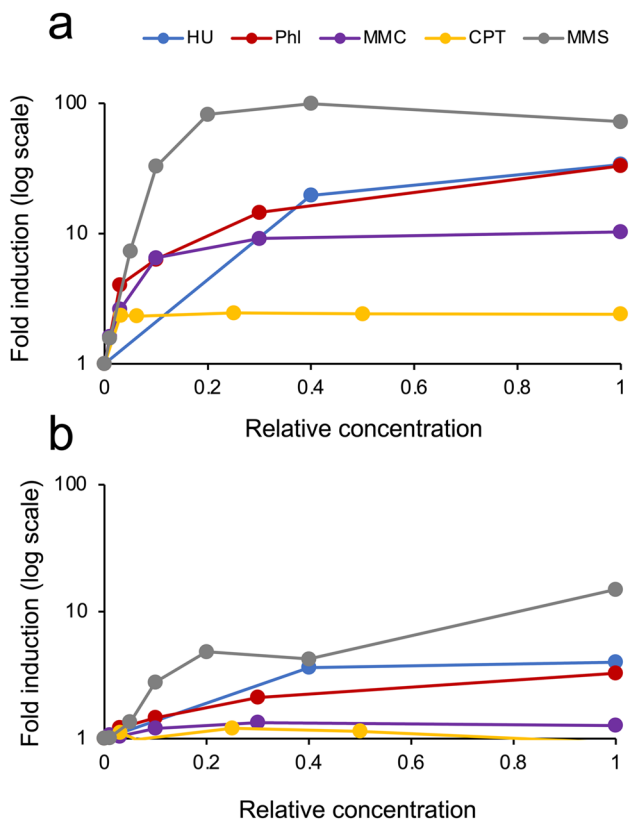 a
HU Phl MMC CPT MMS
Fold induction (log scale)
100
10
1
0 0.2 0.4 0.6 0.8 1
Relative concentration
b
Fold induction (log scale)
100
10
1
0 0.2 0.4 0.6 0.8 1
Relative concentration